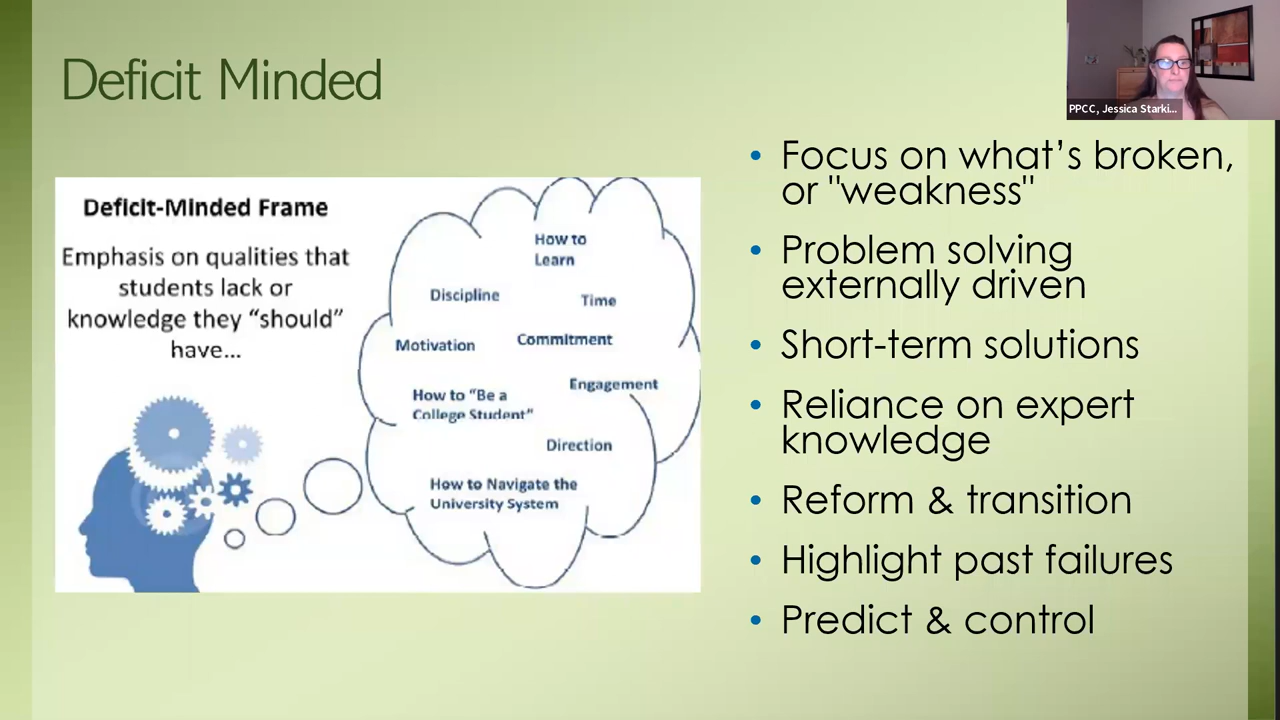 Deficit Minded
PPCC, Jessica Starki...
Deficit-Minded Frame
Emphasis on qualities that
students lack or
knowledge they “should”
have...
How to
Learn
Discipline
Time
Motivation
Commitment
Engagement
How to “Be a
College Student”
Direction
How to Navigate the
University System
• Focus on what’s broken,
or "weakness"
• Problem solving
externally driven
• Short-term solutions
• Reliance on expert
knowledge
• Reform & transition
• Highlight past failures
• Predict & control